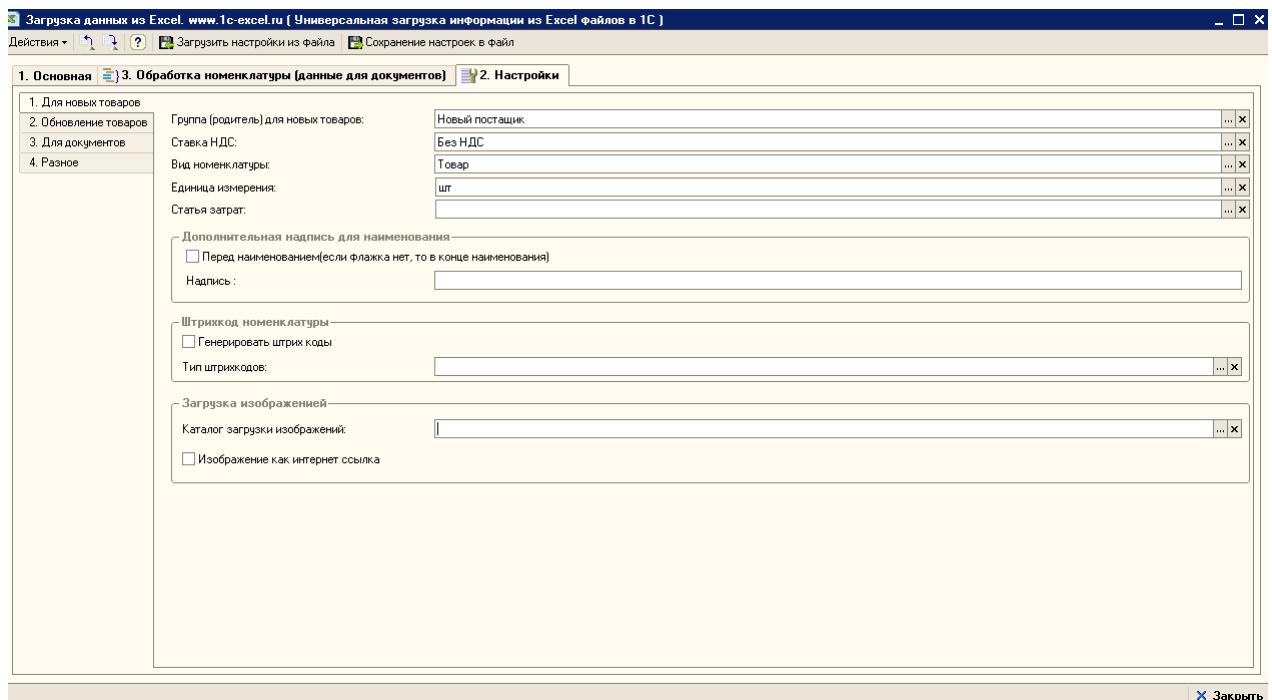 Загрузка данных из Excel. www.1c-excel.ru ( Универсальная загрузка информации из Excel файлов в 1С )
Действия ? Загрузить настройки из файла Сохранение настроек в файл
1. Основная 3. Обработка номенклатуры (данные для документов) 2. Настройки
1. Для новых товаров
2. Обновление товаров
3. Для документов
4. Разное
Группа (родитель) для новых товаров: Новый постащик ...
Ставка НДС: Без НДС ...
Вид номенклатуры: Товар ...
Единица измерения: шт ...
Статья затрат: ...
Дополнительная надпись для наименования
Перед наименованием(если флажка нет, то в конце наименования)
Надпись :
Штрихкод номенклатуры
Генерировать штрих коды
Тип штрихкодов: ...
Загрузка изображенией
Каталог загрузки изображений: ...
Изображение как интернет ссылка
Закрыть